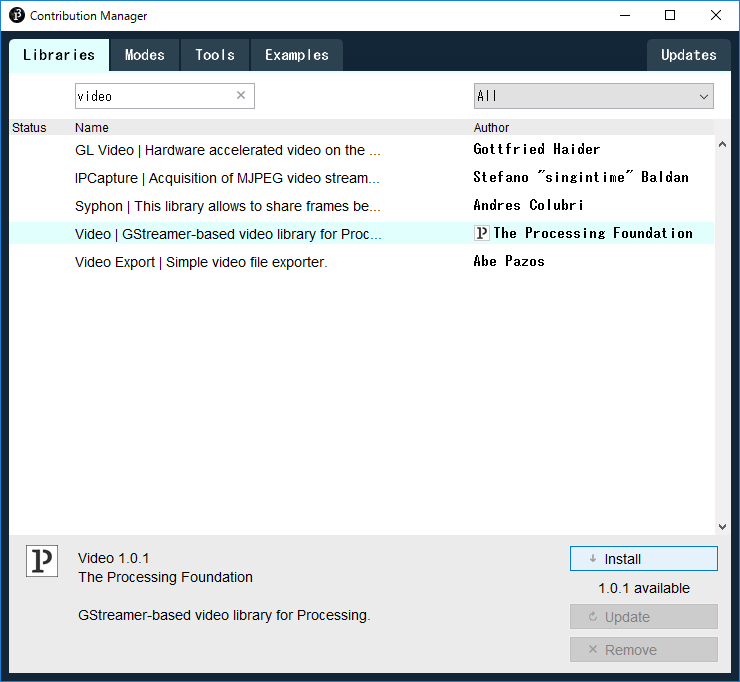 Contribution Manager
Libraries Modes Tools Examples Updates
video All
Status Name Author
GL Video | Hardware accelerated video on the ... Gottfried Haider
IPCapture | Acquisition of MJPEG video stream... Stefano "singintime" Baldan
Syphon | This library allows to share frames be... Andres Colubri
Video | GStreamer-based video library for Proc... P The Processing Foundation
Video Export | Simple video file exporter. Abe Pazos
P
Video 1.0.1
The Processing Foundation
GStreamer-based video library for Processing.
Install
1.0.1 available
Update
Remove